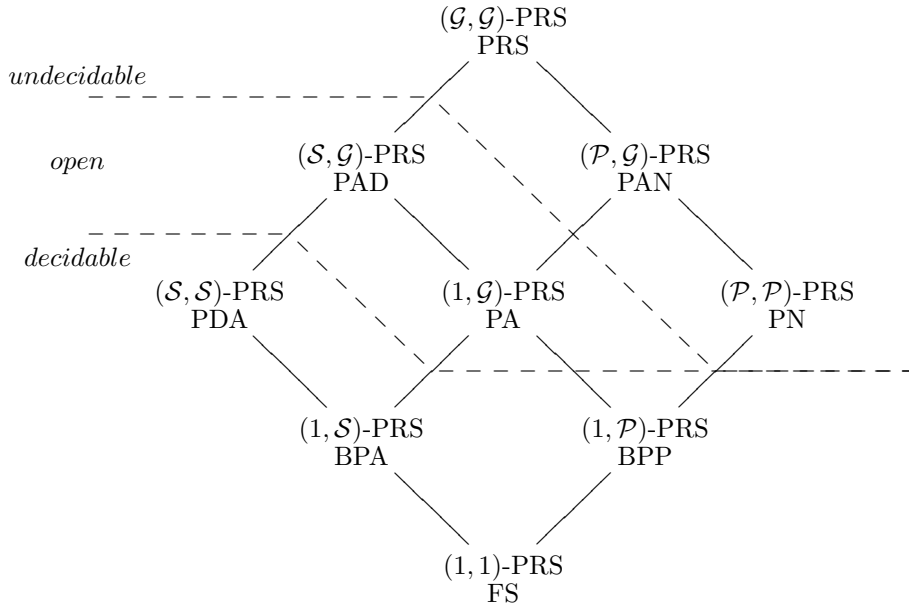 (𝒢, 𝒢)-PRS
PRS
undecidable
open
(𝒮, 𝒢)-PRS
PAD
(𝒫, 𝒢)-PRS
PAN
decidable
(𝒮, 𝒮)-PRS
PDA
(1, 𝒢)-PRS
PA
(𝒫, 𝒫)-PRS
PN
(1, 𝒮)-PRS
BPA
(1, 𝒫)-PRS
BPP
(1, 1)-PRS
FS